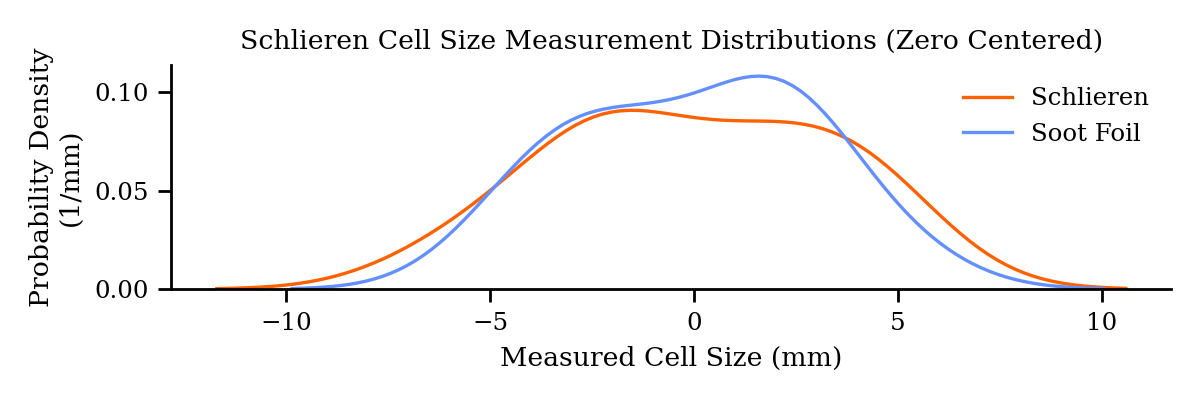 Schlieren Cell Size Measurement Distributions (Zero Centered)
Probability Density
(1/mm)
0.10
0.05
0.00
Schlieren
Soot Foil
−10
−5
0
5
10
Measured Cell Size (mm)